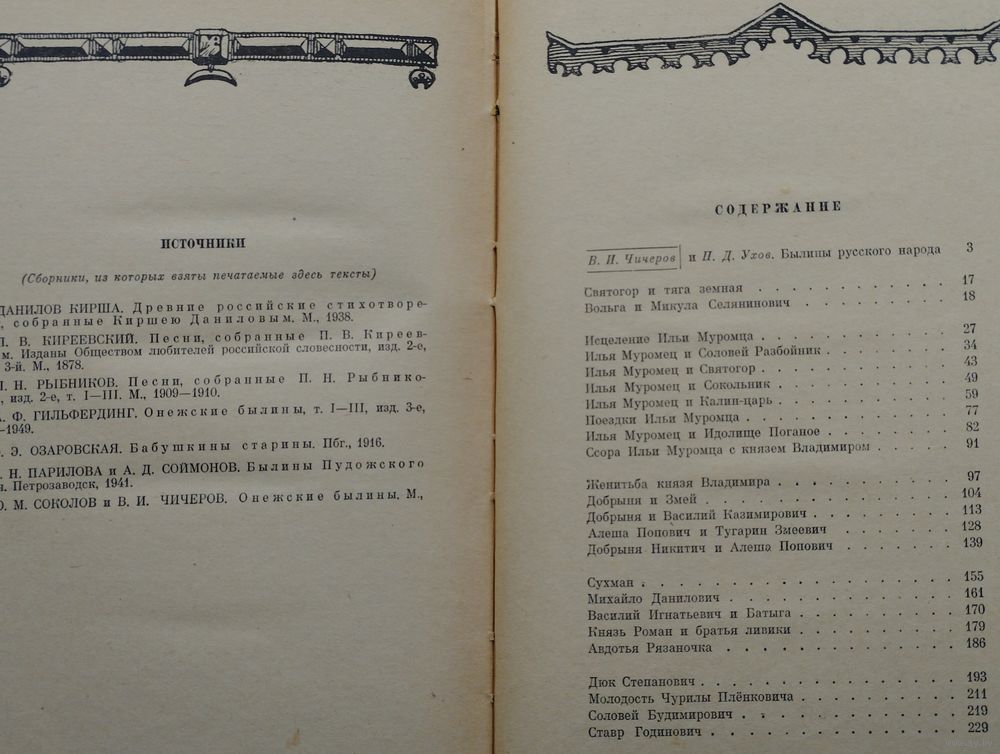 ИСТОЧНИКИ
(Сборники, из которых взяты печатаемые здесь тексты)
ДАНИЛОВ КИРША. Древние российские стихотворе-
, собранные Киршею Даниловым. М., 1938.
П. В. КИРЕЕВСКИЙ. Песни, собранные П. В. Киреев-
м. Изданы Обществом любителей российской словесности, изд. 2-е,
3-й. М., 1878.
Н. РЫБНИКОВ. Песни, собранные П. Н. Рыбнико-
, изд. 2-е, т. I—III. М., 1909—1910.
. Ф. ГИЛЬФЕРДИНГ. Онежские былины, т. I—III, изд. 3-е,
—1949.
. Э. ОЗАРОВСКАЯ. Бабушкины старины. Пбг., 1916.
. Н. ПАРИЛОВА и А. Д. СОЙМОНОВ. Былины Пудожского
. Петрозаводск, 1941.
Ю. М. СОКОЛОВ и В. И. ЧИЧЕРОВ. Онежские былины. М.,
СОДЕРЖАНИЕ
В. И. Чичеров и П. Д. Ухов. Былины русского народа 3
Святогор и тяга земная . . . . . . . . . . . . . 17
Вольга и Микула Селянинович . . . . . . . . . . 18
Исцеление Ильи Муромца . . . . . . . . . . . . 27
Илья Муромец и Соловей Разбойник . . . . . . . . 34
Илья Муромец и Святогор . . . . . . . . . . . . 43
Илья Муромец и Сокольник . . . . . . . . . . . 49
Илья Муромец и Калин-царь . . . . . . . . . . . 59
Поездки Ильи Муромца . . . . . . . . . . . . . 77
Илья Муромец и Идолище Поганое . . . . . . . . 82
Ссора Ильи Муромца с князем Владимиром . . . . . 91
Женитьба князя Владимира . . . . . . . . . . . 97
Добрыня и Змей . . . . . . . . . . . . . . . 104
Добрыня и Василий Казимирович . . . . . . . . . 113
Алеша Попович и Тугарин Змеевич . . . . . . . . 128
Добрыня Никитич и Алеша Попович . . . . . . . 139
Сухман . . . . . . . . . . . . . . . . . . . 155
Михайло Данилович . . . . . . . . . . . . . . 161
Василий Игнатьевич и Батыга . . . . . . . . . . 170
Князь Роман и братья ливики . . . . . . . . . . 179
Авдотья Рязаночка . . . . . . . . . . . . . . 186
Дюк Степанович . . . . . . . . . . . . . . . 193
Молодость Чурилы Плёнковича . . . . . . . . . . 211
Соловей Будимирович . . . . . . . . . . . . . 219
Ставр Годинович . . . . . . . . . . . . . . . 229